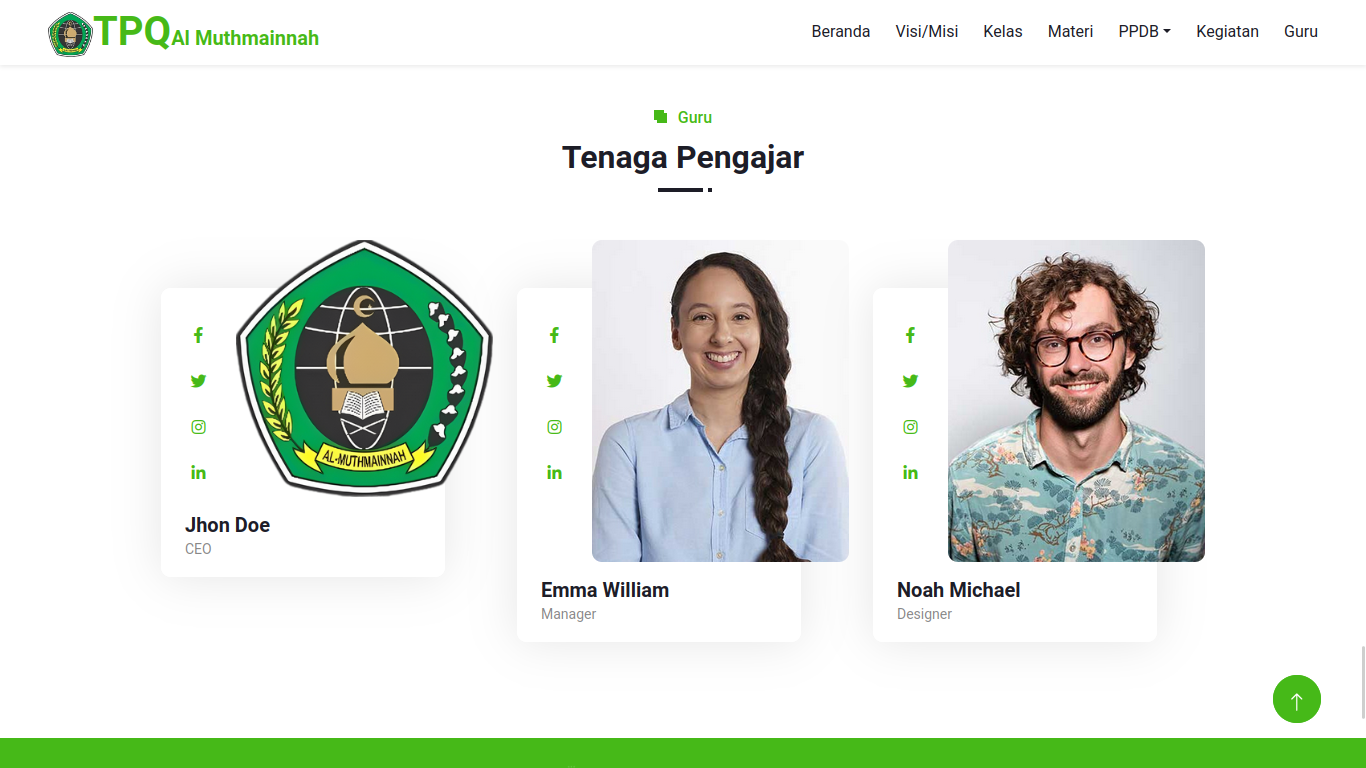 TPQ Al Muthmainnah
Beranda Visi/Misi Kelas Materi PPDB Kegiatan Guru
Guru
Tenaga Pengajar
AL-MUTHMAINNAH
Jhon Doe
CEO
Emma William
Manager
Noah Michael
Designer